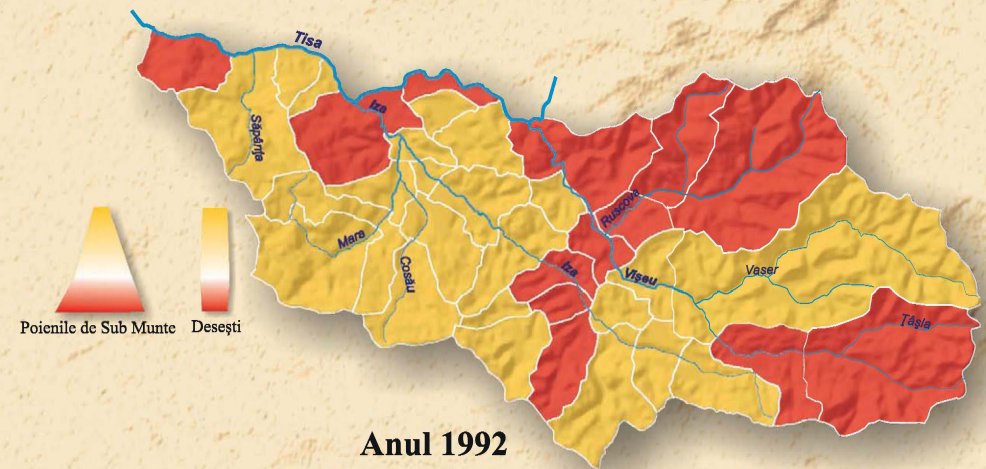 Tisa
Iza
Săpânța
Ruscova
Mara
Cosău
Iza
Vișeu
Vaser
Țâșla
Poienile de Sub Munte
Desești
Anul 1992